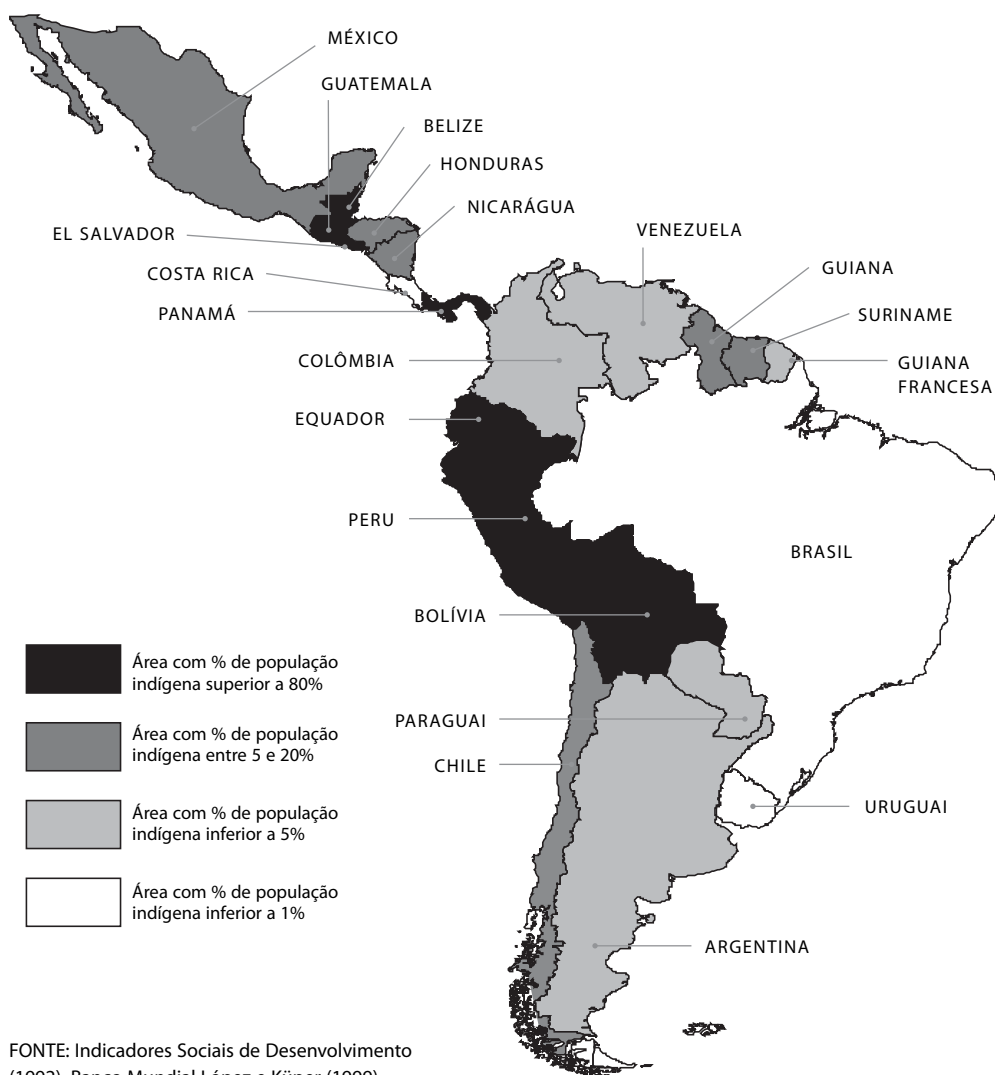 MÉXICO
GUATEMALA
BELIZE
HONDURAS
NICARÁGUA
EL SALVADOR
COSTA RICA
PANAMÁ
VENEZUELA
GUIANA
SURINAME
GUIANA
FRANCESA
COLÔMBIA
EQUADOR
PERU
BRASIL
BOLÍVIA
PARAGUAI
CHILE
URUGUAI
ARGENTINA
Área com % de população
indígena superior a 80%
Área com % de população
indígena entre 5 e 20%
Área com % de população
indígena inferior a 5%
Área com % de população
indígena inferior a 1%
FONTE: Indicadores Sociais de Desenvolvimento